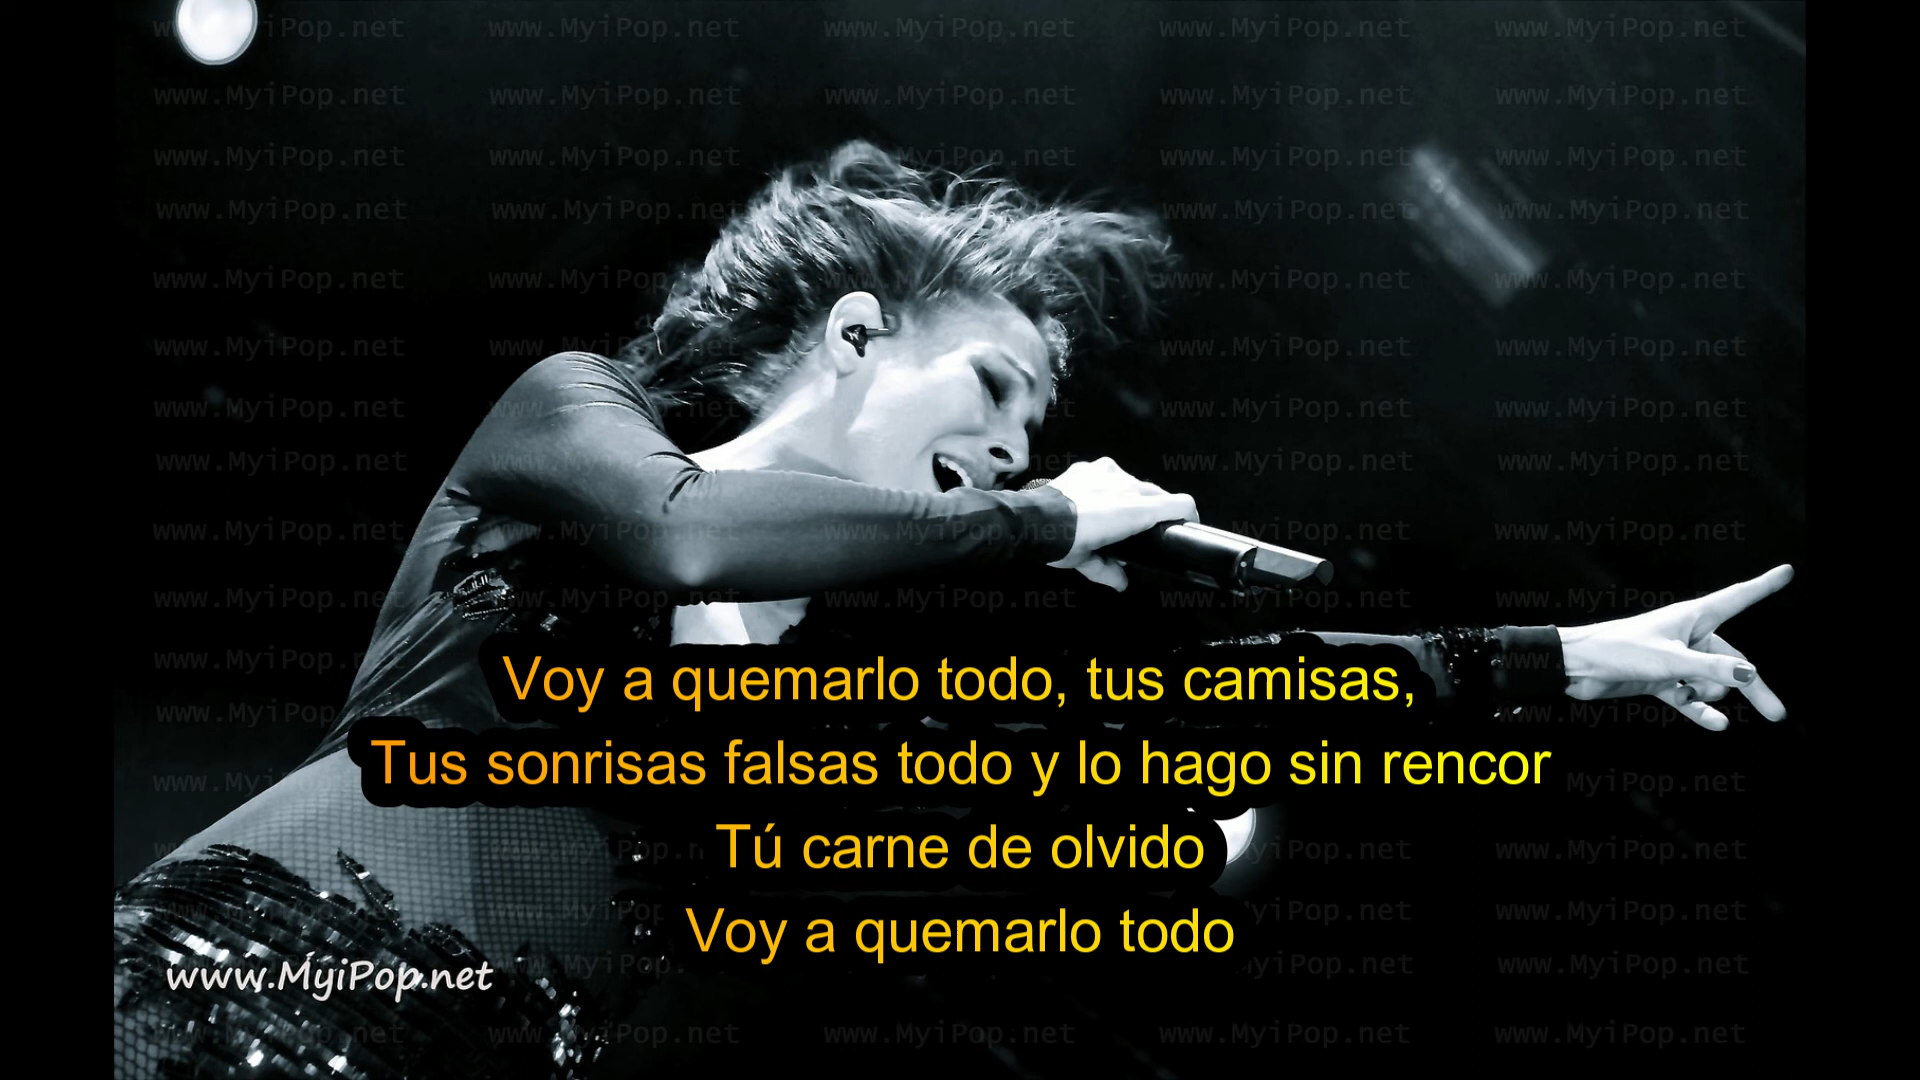 Voy a quemarlo todo, tus camisas,
Tus sonrisas falsas todo y lo hago sin rencor
Tú carne de olvido
Voy a quemarlo todo
www.MyiPop.net